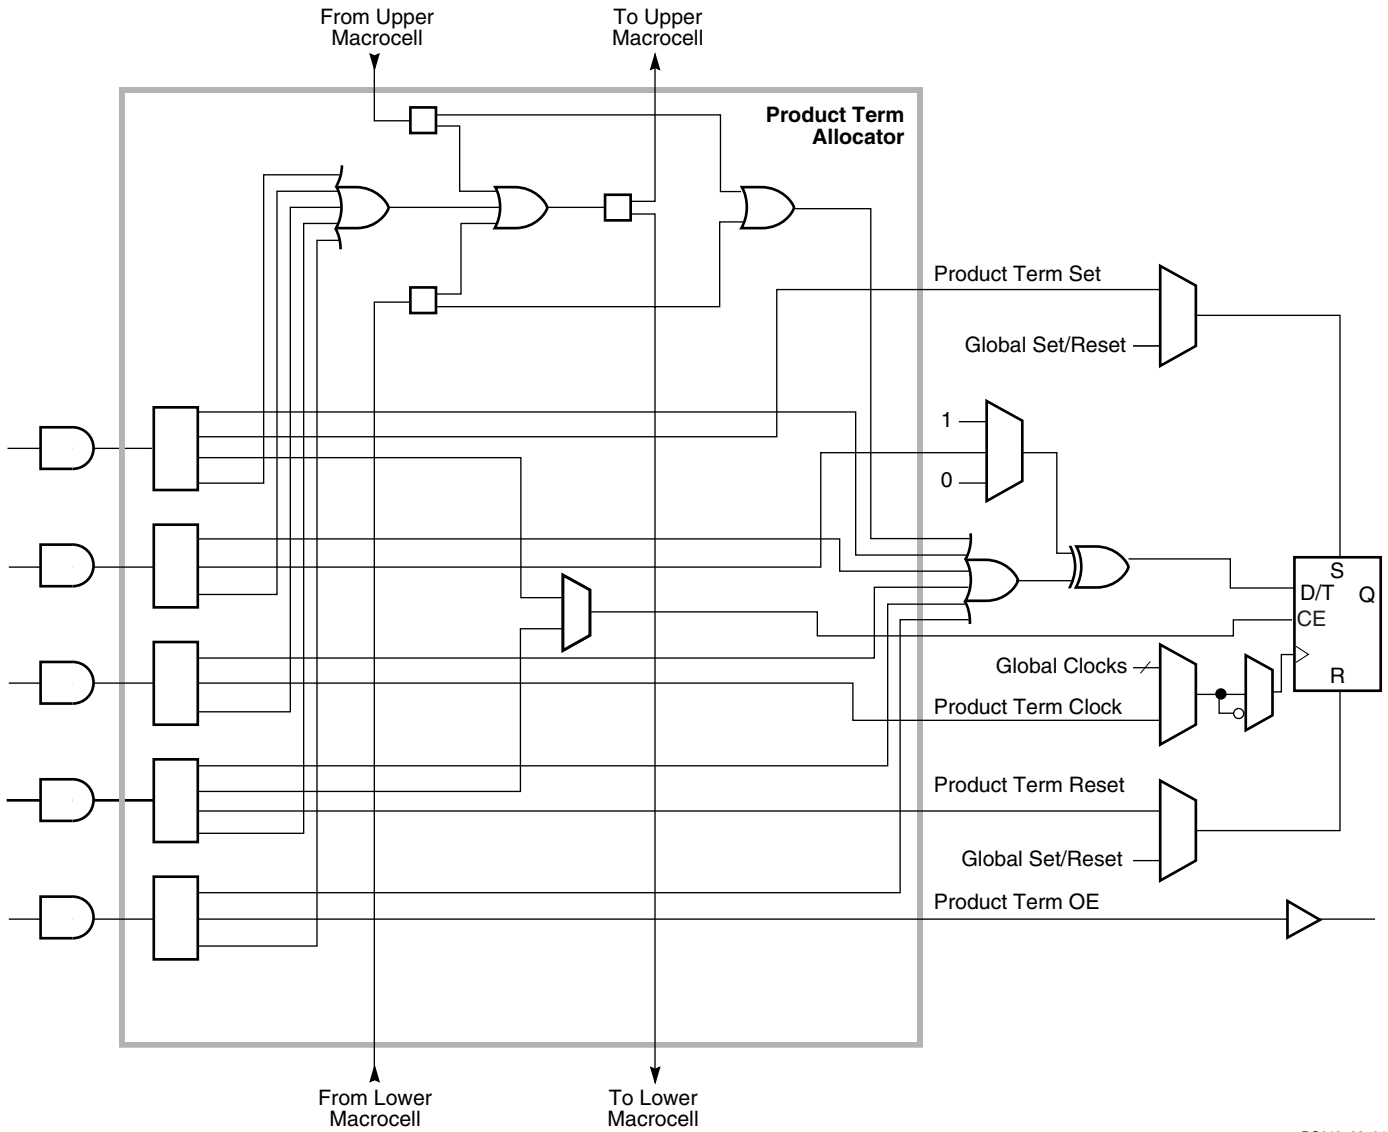 From Upper
Macrocell
To Upper
Macrocell
Product Term
Allocator
Product Term Set
Global Set/Reset
1
0
S
D/T
Q
CE
Global Clocks
R
Product Term Clock
Product Term Reset
Global Set/Reset
Product Term OE
From Lower
Macrocell
To Lower
Macrocell